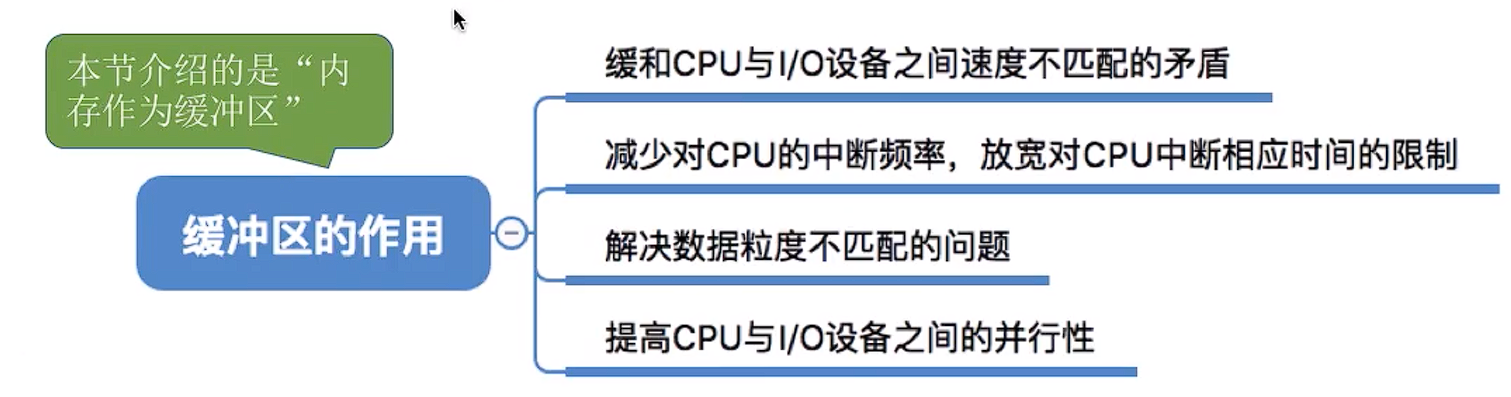 本节介绍的是“内
存作为缓冲区”
缓冲区的作用
缓和CPU与I/O设备之间速度不匹配的矛盾
减少对CPU的中断频率，放宽对CPU中断相应时间的限制
解决数据粒度不匹配的问题
提高CPU与I/O设备之间的并行性